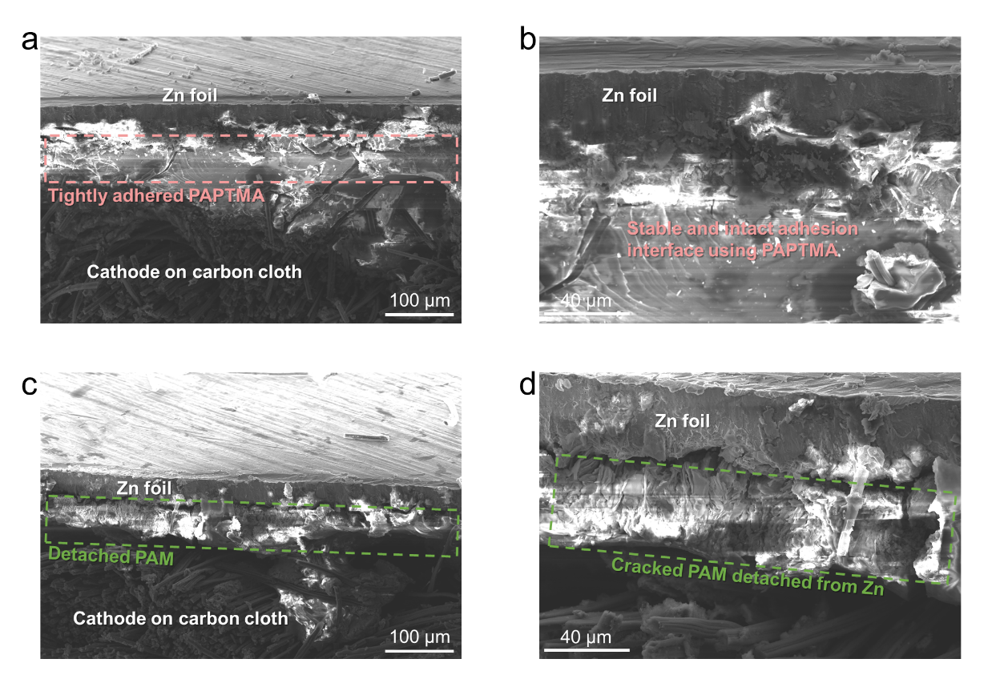 a
Zn foil
Tightly adhered PAPTMA
Cathode on carbon cloth
100 µm
b
Zn foil
Stable and intact adhesion
interface using PAPTMA
40 µm
c
Zn foil
Detached PAM
Cathode on carbon cloth
100 µm
d
Zn foil
Cracked PAM detached from Zn
40 µm